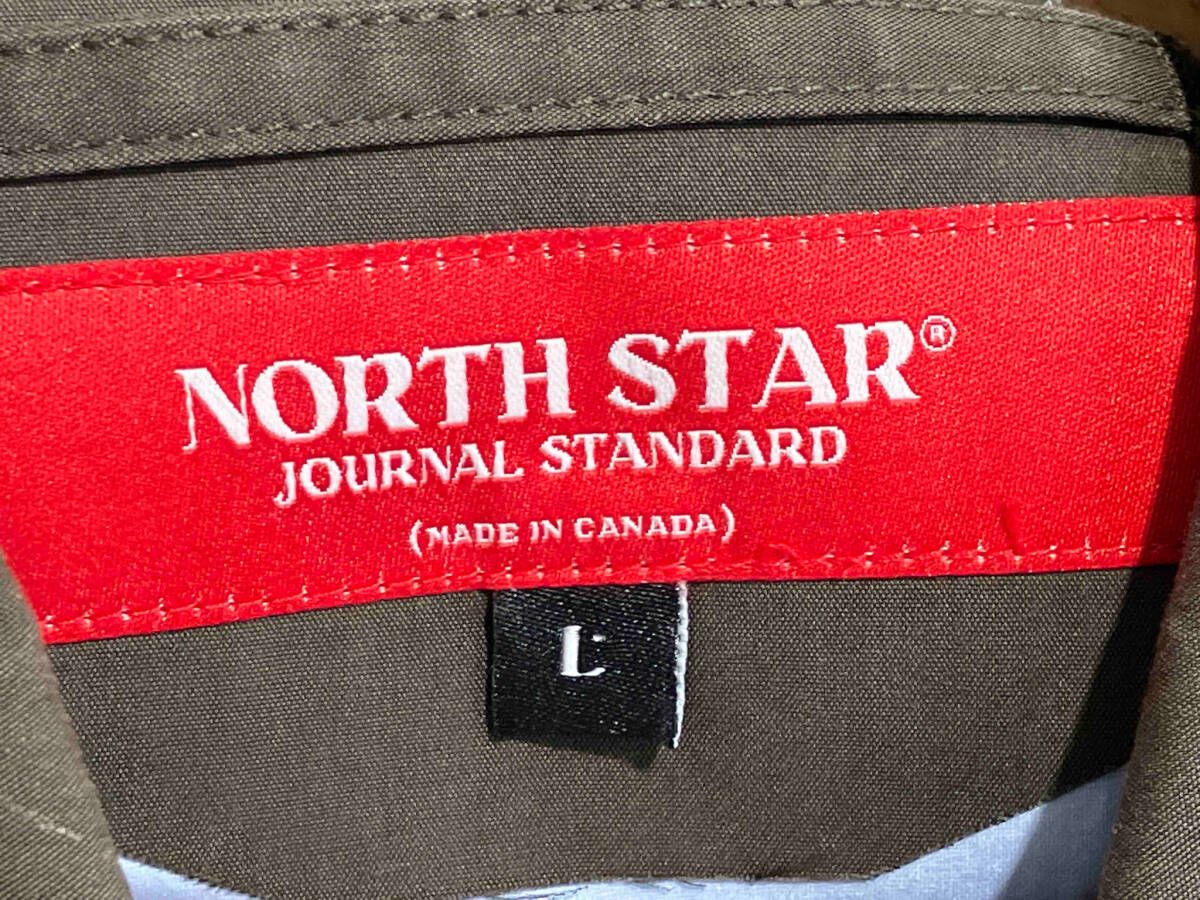 NORTH STAR®
JOURNAL STANDARD
(MADE IN CANADA)
L